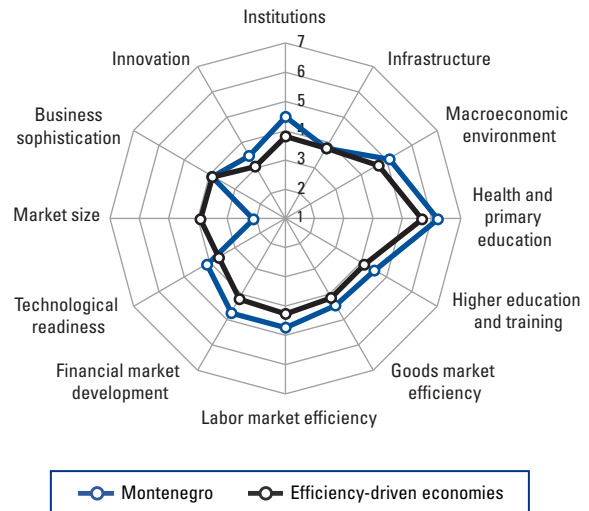 Institutions
7
Innovation
Infrastructure
6
5
Business
sophistication
Macroeconomic
environment
4
3
2
Market size
1
Health and
primary
education
Technological
readiness
Higher education
and training
Financial market
development
Goods market
efficiency
Labor market efficiency
Montenegro
Efficiency-driven economies